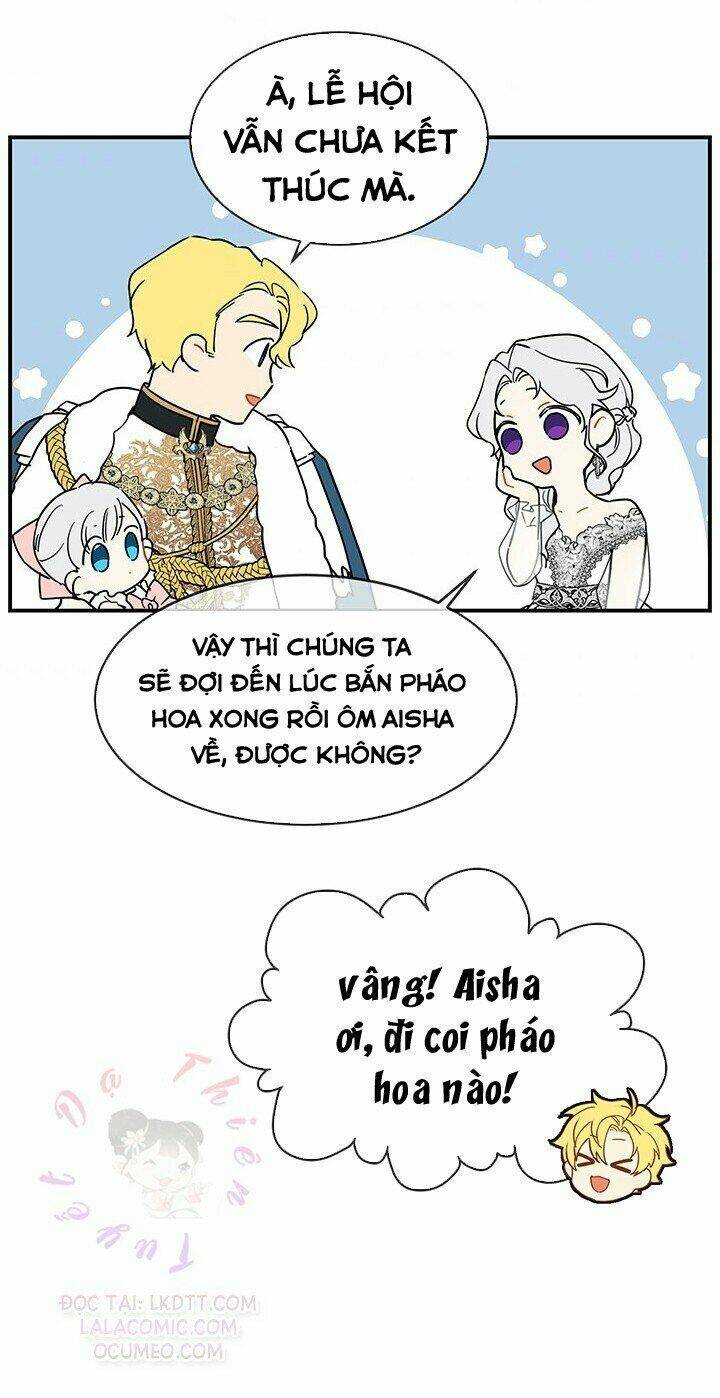 À, LỄ HỘI
VẪN CHƯA KẾT
THÚC MÀ.
VẬY THÌ CHÚNG TA
SẼ ĐỢI ĐẾN LÚC BẮN PHÁO
HOA XONG RỒI ÔM AISHA
VỀ, ĐƯỢC KHÔNG?
vâng! Aisha
ơi, đi coi pháo
hoa nào!
Tuyệt Dạ Thiên
ĐỌC TẠI: LKDTT.COM
LALACOMIC.COM
OCUMEO.COM